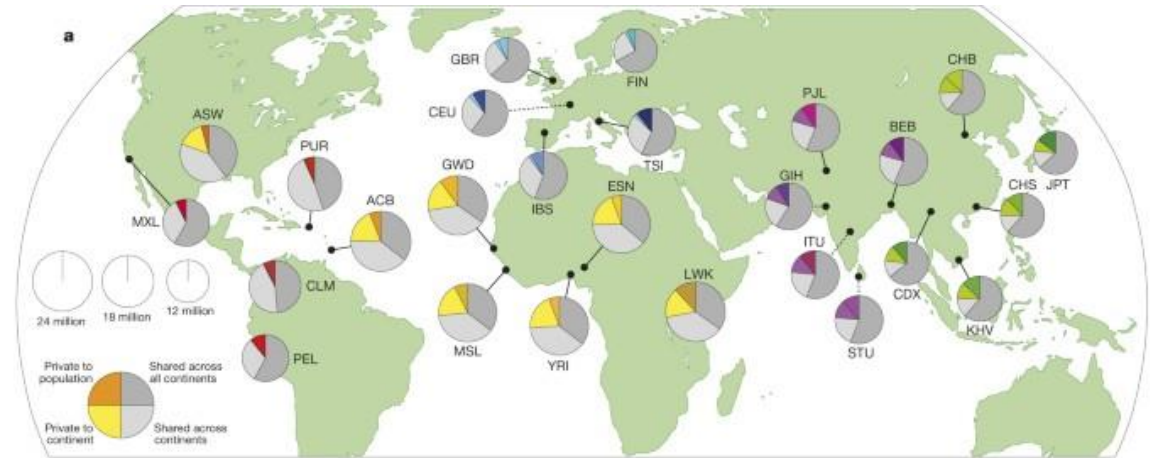 a
GBR
FIN
CHB
CEU
PJL
ASW
BEB
PUR
TSI
GWD
ESN
CHS
JPT
ACB
GIH
IBS
MXL
ITU
LWK
CLM
CDX
24 million
18 million
12 million
KHV
MSL
STU
PEL
YRI
Private to
population
Shared across
all continents
Private to
continent
Shared across
continents